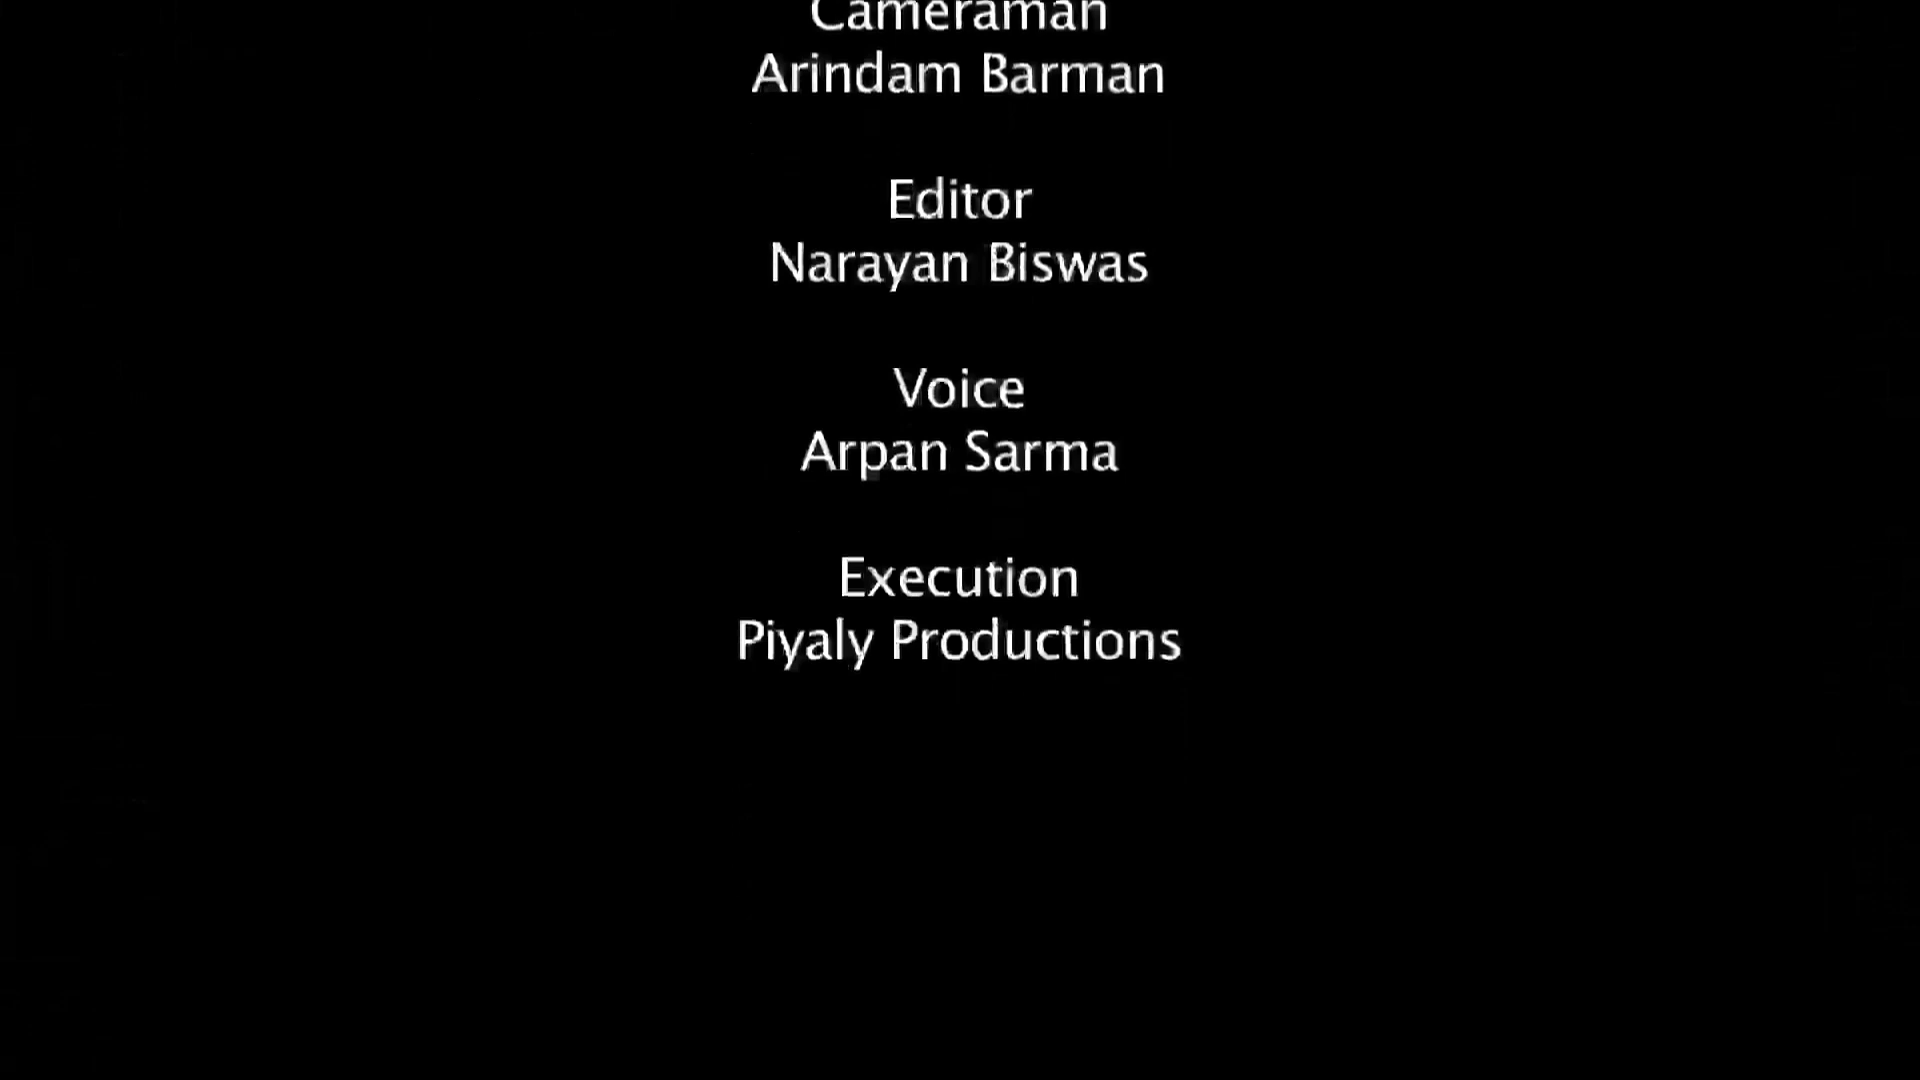 Cameraman
Arindam Barman
Editor
Narayan Biswas
Voice
Arpan Sarma
Execution
Piyaly Productions